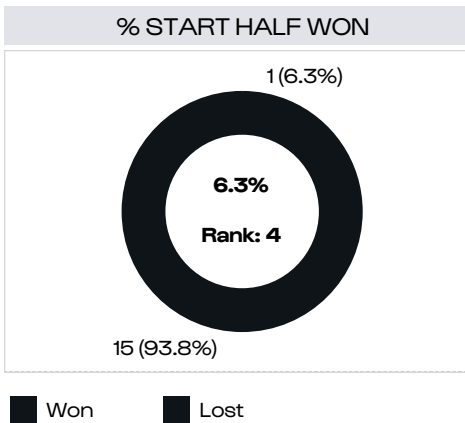 % START HALF WON
1 (6.3%)
6.3%
Rank: 4
15 (93.8%)
Won Lost